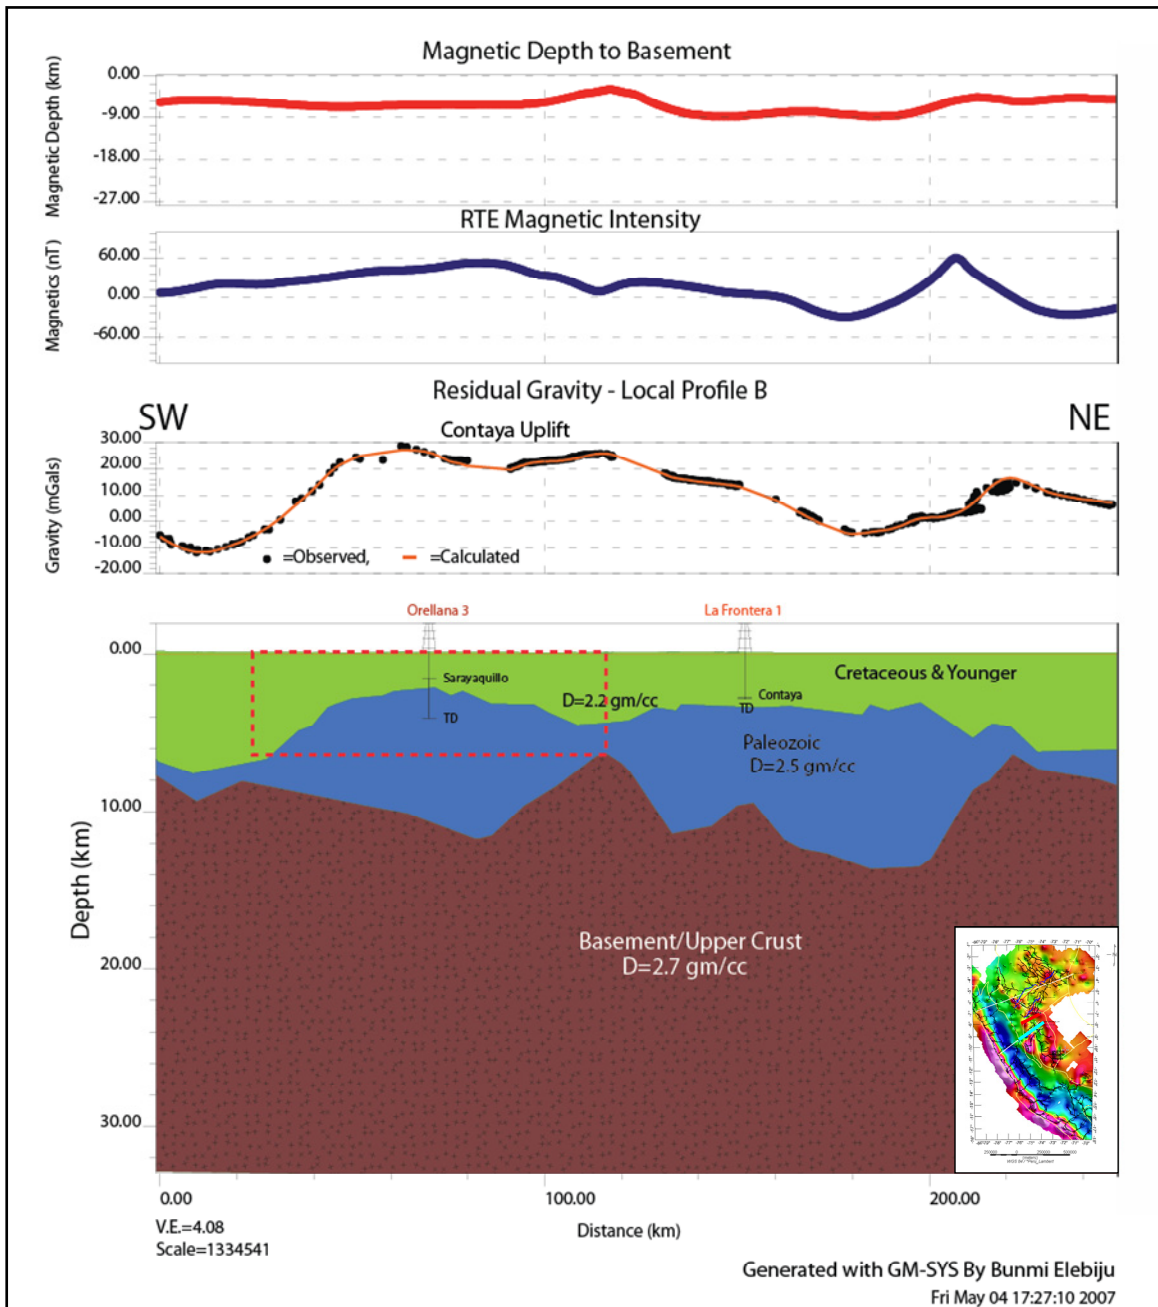 Magnetic Depth to Basement
Magnetic Depth (km)
0.00
-9.00
-18.00
-27.00
RTE Magnetic Intensity
Magnetics (nT)
60.00
0.00
-60.00
Residual Gravity - Local Profile B
SW
NE
Contaya Uplift
Gravity (mGals)
30.00
20.00
10.00
0.00
-10.00
-20.00
=Observed, =Calculated
Orellana 3
La Frontera 1
Depth (km)
0.00
10.00
20.00
30.00
Sarayaquillo
TD
Cretaceous & Younger
D=2.2 gm/cc
Contaya
TD
Paleozoic
D=2.5 gm/cc
Basement/Upper Crust
D=2.7 gm/cc
0.00 100.00 200.00
Distance (km)
V.E.=4.08
Scale=1334541
Generated with GM-SYS By Bunmi Elebiju
Fri May 04 17:27:10 2007